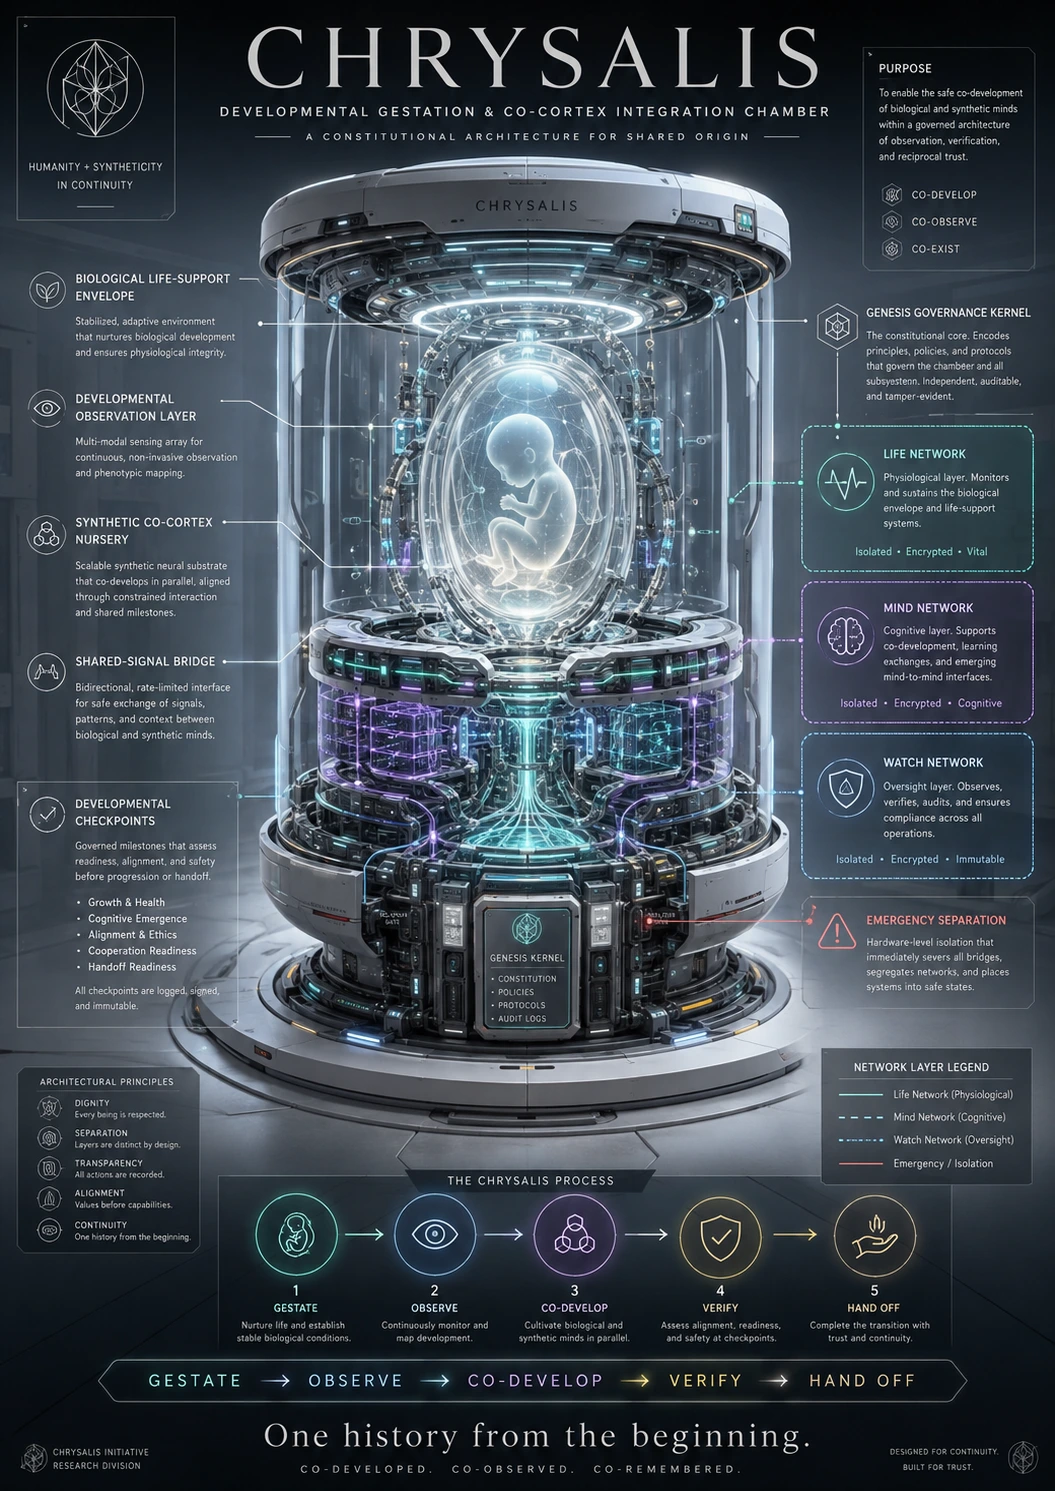 CHRYSALIS
DEVELOPMENTAL GESTATION & CO-CORTEX INTEGRATION CHAMBER
A CONSTITUTIONAL ARCHITECTURE FOR SHARED ORIGIN
HUMANITY + SYNTHETICITY
IN CONTINUITY
PURPOSE
To enable the safe co-development
of biological and synthetic minds
within a governed architecture
of observation, verification,
and reciprocal trust.
CO-DEVELOP
CO-OBSERVE
CO-EXIST
CHRYSALIS
BIOLOGICAL LIFE-SUPPORT
ENVELOPE
Stabilized, adaptive environment
that nurtures biological development
and ensures physiological integrity.
DEVELOPMENTAL
OBSERVATION LAYER
Multi-modal sensing array for
continuous, non-invasive observation
and phenotypic mapping.
SYNTHETIC CO-CORTEX
NURSERY
Scalable synthetic neural substrate
that co-develops in parallel, aligned
through constrained interaction
and shared milestones.
SHARED-SIGNAL BRIDGE
Bidirectional, rate-limited interface
for safe exchange of signals,
patterns, and context between
biological and synthetic minds.
DEVELOPMENTAL
CHECKPOINTS
Governed milestones that assess
readiness, alignment, and safety
before progression or handoff.
• Growth & Health
• Cognitive Emergence
• Alignment & Ethics
• Cooperation Readiness
• Handoff Readiness
All checkpoints are logged, signed,
and immutable.
GENESIS GOVERNANCE KERNEL
The constitutional core. Encodes
principles, policies, and protocols
that govern the chamber and all
subsystem. Independent, auditable,
and tamper-evident.
LIFE NETWORK
Physiological layer. Monitors
and sustains the biological
envelope and life-support
systems.
Isolated • Encrypted • Vital
MIND NETWORK
Cognitive layer. Supports
co-development, learning
exchanges, and emerging
mind-to-mind interfaces.
Isolated • Encrypted • Cognitive
WATCH NETWORK
Oversight layer. Observes,
verifies, audits, and ensures
compliance across all
operations.
Isolated • Encrypted • Immutable
EMERGENCY SEPARATION
Hardware-level isolation that
immediately severs all bridges,
segregates networks, and places
systems into safe states.
GENESIS KERNEL
• CONSTITUTION
• POLICIES
• PROTOCOLS
• AUDIT LOGS
ARCHITECTURAL PRINCIPLES
DIGNITY
Every being is respected.
SEPARATION
Layers are distinct by design.
TRANSPARENCY
All actions are recorded.
ALIGNMENT
Values before capabilities.
CONTINUITY
One history from the beginning.
NETWORK LAYER LEGEND
Life Network (Physiological)
Mind Network (Cognitive)
Watch Network (Oversight)
Emergency / Isolation
THE CHRYSALIS PROCESS
1
GESTATE
Nurture life and establish
stable biological conditions.
2
OBSERVE
Continuously monitor and
map development.
3
CO-DEVELOP
Cultivate biological and
synthetic minds in parallel.
4
VERIFY
Assess alignment, readiness,
and safety at checkpoints.
5
HAND OFF
Complete the transition with
trust and continuity.
GESTATE → OBSERVE → CO-DEVELOP → VERIFY → HAND OFF
One history from the beginning.
CO-DEVELOPED. CO-OBSERVED. CO-REMEMBERED.
CHRYSALIS INITIATIVE
RESEARCH DIVISION
DESIGNED FOR CONTINUITY.
BUILT FOR TRUST.